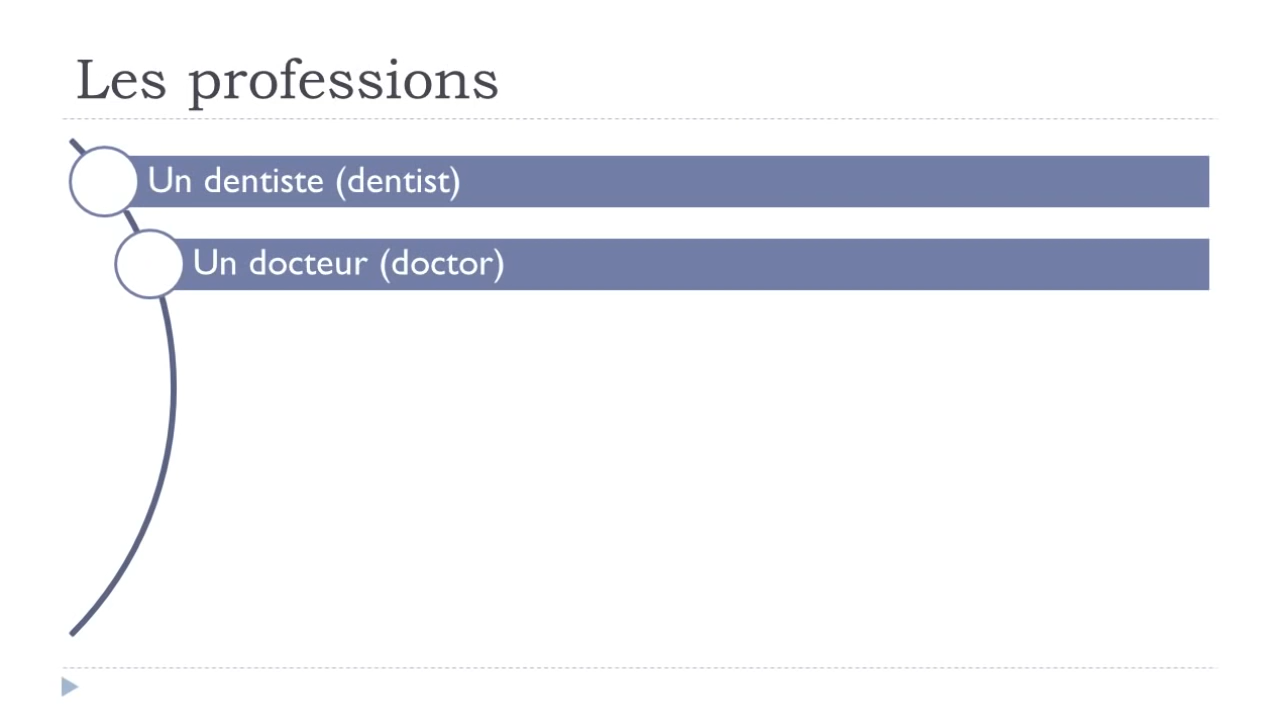 Les professions
Un dentiste (dentist)
Un docteur (doctor)